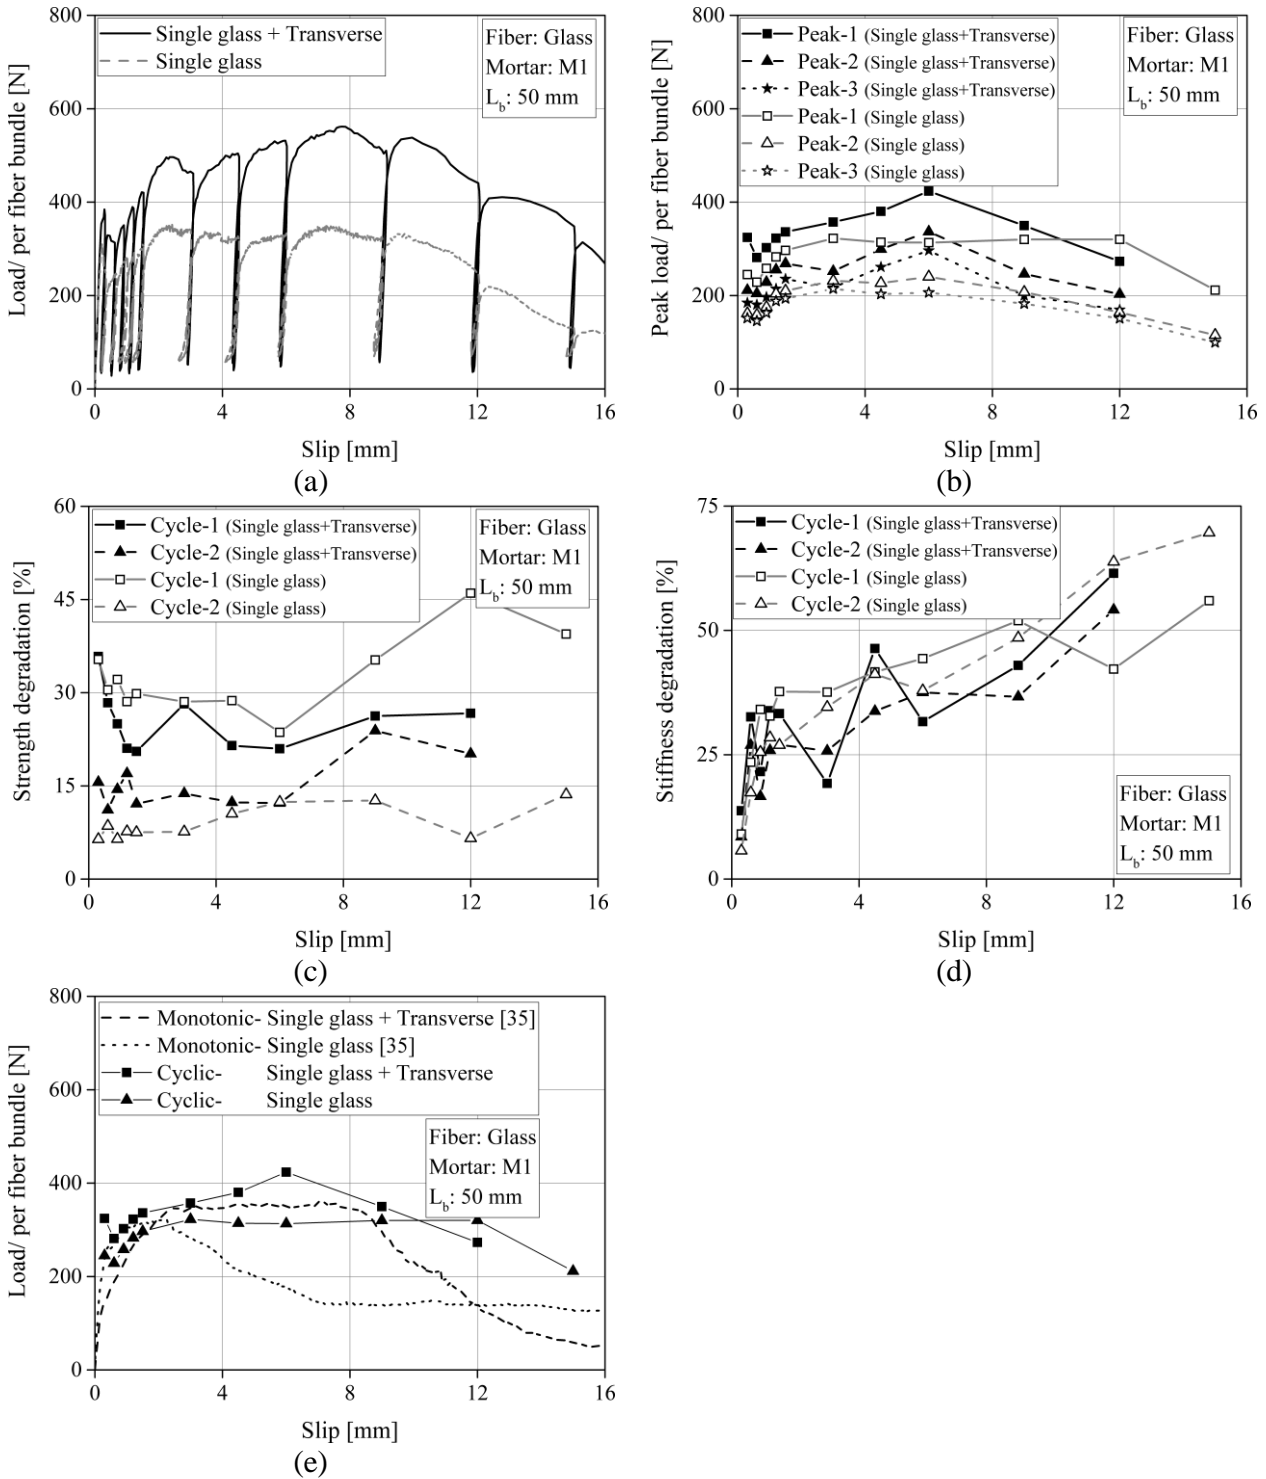 Single glass + Transverse
Single glass
Fiber: Glass
Mortar: M1
L_b: 50 mm
800
600
400
200
0
0 4 8 12 16
Load/ per fiber bundle [N]
Slip [mm]
(a)
Peak-1 (Single glass+Transverse)
Peak-2 (Single glass+Transverse)
Peak-3 (Single glass+Transverse)
Peak-1 (Single glass)
Peak-2 (Single glass)
Peak-3 (Single glass)
Fiber: Glass
Mortar: M1
L_b: 50 mm
800
600
400
200
0
0 4 8 12 16
Peak load/ per fiber bundle [N]
Slip [mm]
(b)
Cycle-1 (Single glass+Transverse)
Cycle-2 (Single glass+Transverse)
Cycle-1 (Single glass)
Cycle-2 (Single glass)
Fiber: Glass
Mortar: M1
L_b: 50 mm
60
45
30
15
0
0 4 8 12 16
Strength degradation [%]
Slip [mm]
(c)
Cycle-1 (Single glass+Transverse)
Cycle-2 (Single glass+Transverse)
Cycle-1 (Single glass)
Cycle-2 (Single glass)
Fiber: Glass
Mortar: M1
L_b: 50 mm
75
50
25
0
0 4 8 12 16
Stiffness degradation [%]
Slip [mm]
(d)
Monotonic- Single glass + Transverse [35]
Monotonic- Single glass [35]
Cyclic- Single glass + Transverse
Cyclic- Single glass
Fiber: Glass
Mortar: M1
L_b: 50 mm
800
600
400
200
0
0 4 8 12 16
Load/ per fiber bundle [N]
Slip [mm]
(e)